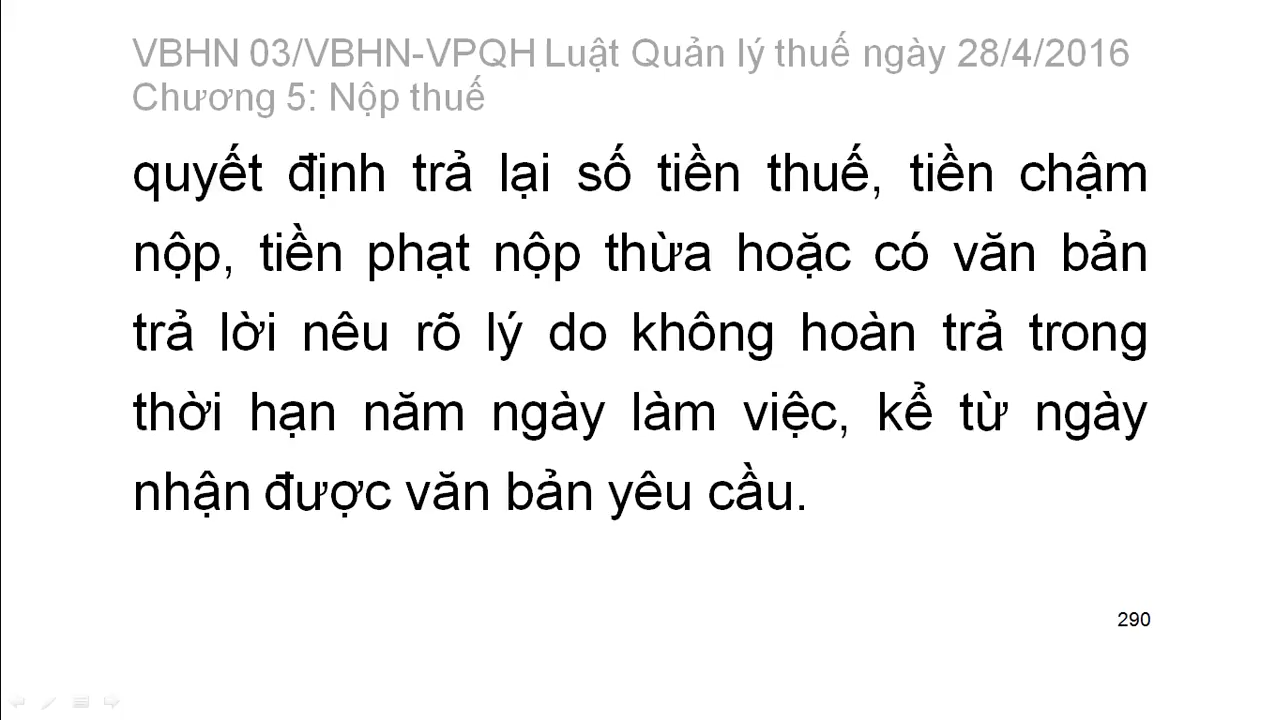 VBHN 03/VBHN-VPQH Luật Quản lý thuế ngày 28/4/2016
Chương 5: Nộp thuế
quyết định trả lại số tiền thuế, tiền chậm
nộp, tiền phạt nộp thừa hoặc có văn bản
trả lời nêu rõ lý do không hoàn trả trong
thời hạn năm ngày làm việc, kể từ ngày
nhận được văn bản yêu cầu.
290